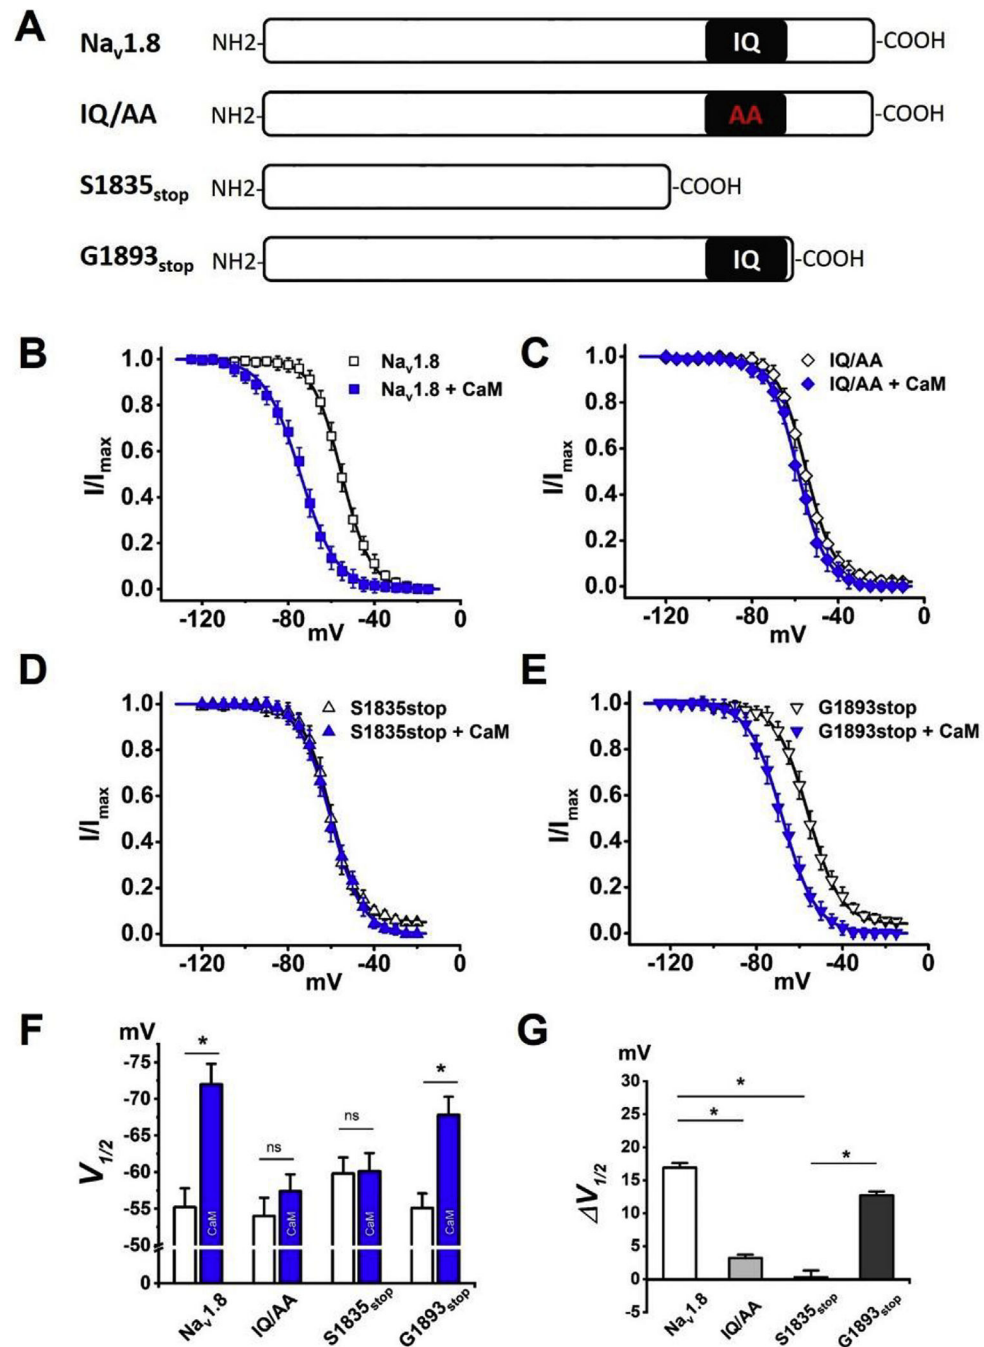 A
Nav1.8 NH2- IQ -COOH
IQ/AA NH2- AA -COOH
S1835stop NH2- -COOH
G1893stop NH2- IQ -COOH
B
Nav1.8
Nav1.8 + CaM
1.0
0.8
0.6
0.4
0.2
0.0
I/Imax
-120 -80 -40 0
mV
C
IQ/AA
IQ/AA + CaM
1.0
0.8
0.6
0.4
0.2
0.0
I/Imax
-120 -80 -40 0
mV
D
S1835stop
S1835stop + CaM
1.0
0.8
0.6
0.4
0.2
0.0
I/Imax
-120 -80 -40 0
mV
E
G1893stop
G1893stop + CaM
1.0
0.8
0.6
0.4
0.2
0.0
I/Imax
-120 -80 -40 0
mV
F
mV
-75
-70
-65
-60
-55
-50
0
V1/2
* ns ns *
CaM CaM CaM CaM
Nav1.8 IQ/AA S1835stop G1893stop
G
mV
30
25
20
15
10
5
0
-5
ΔV1/2
*
*
*
Nav1.8 IQ/AA S1835stop G1893stop